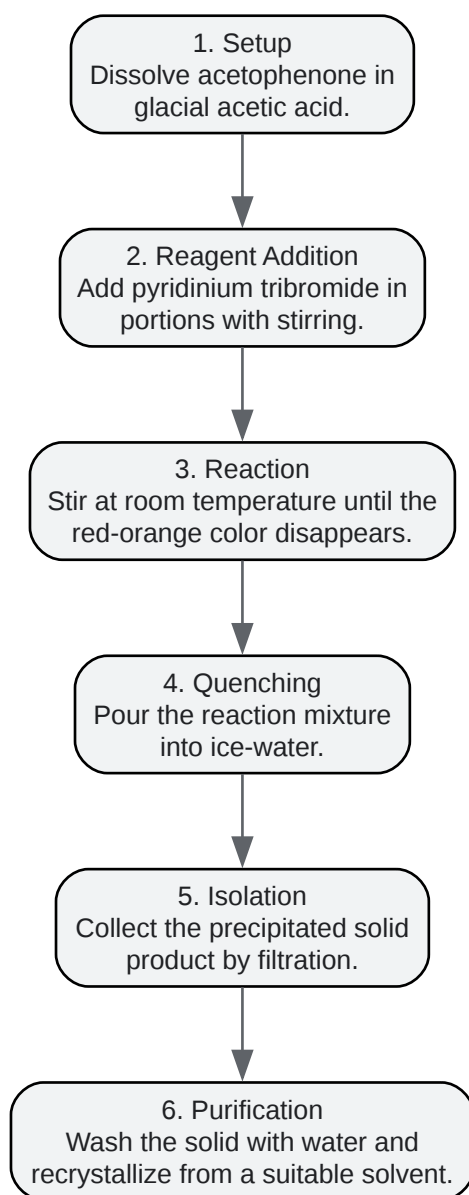 1. Setup
Dissolve acetophenone in
glacial acetic acid.
2. Reagent Addition
Add pyridinium tribromide in
portions with stirring.
3. Reaction
Stir at room temperature until the
red-orange color disappears.
4. Quenching
Pour the reaction mixture
into ice-water.
5. Isolation
Collect the precipitated solid
product by filtration.
6. Purification
Wash the solid with water and
recrystallize from a suitable solvent.